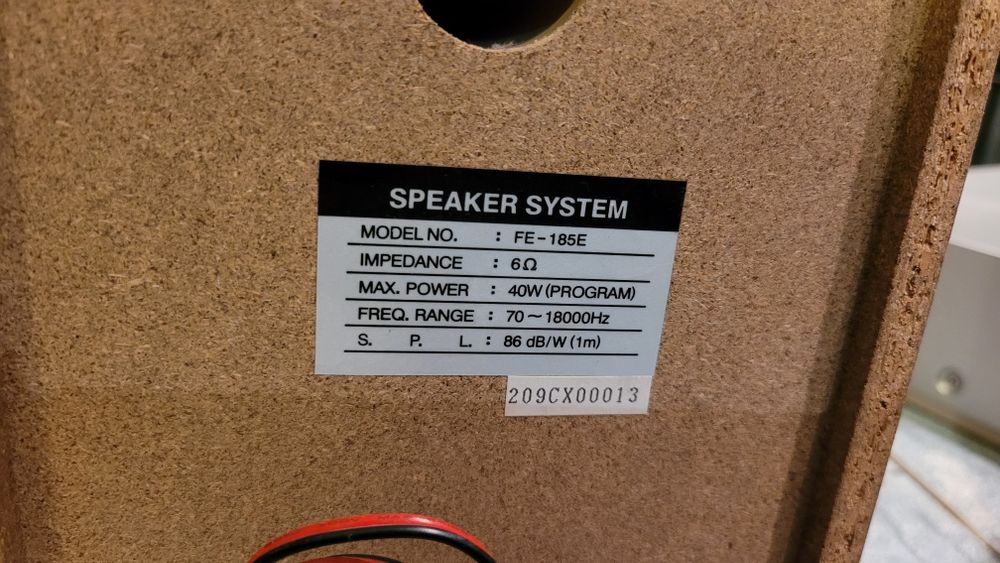 SPEAKER SYSTEM
MODEL NO. : FE-185E
IMPEDANCE : 6Ω
MAX. POWER : 40W (PROGRAM)
FREQ. RANGE : 70~18000Hz
S. P. L. : 86 dB/W (1m)
209CX00013